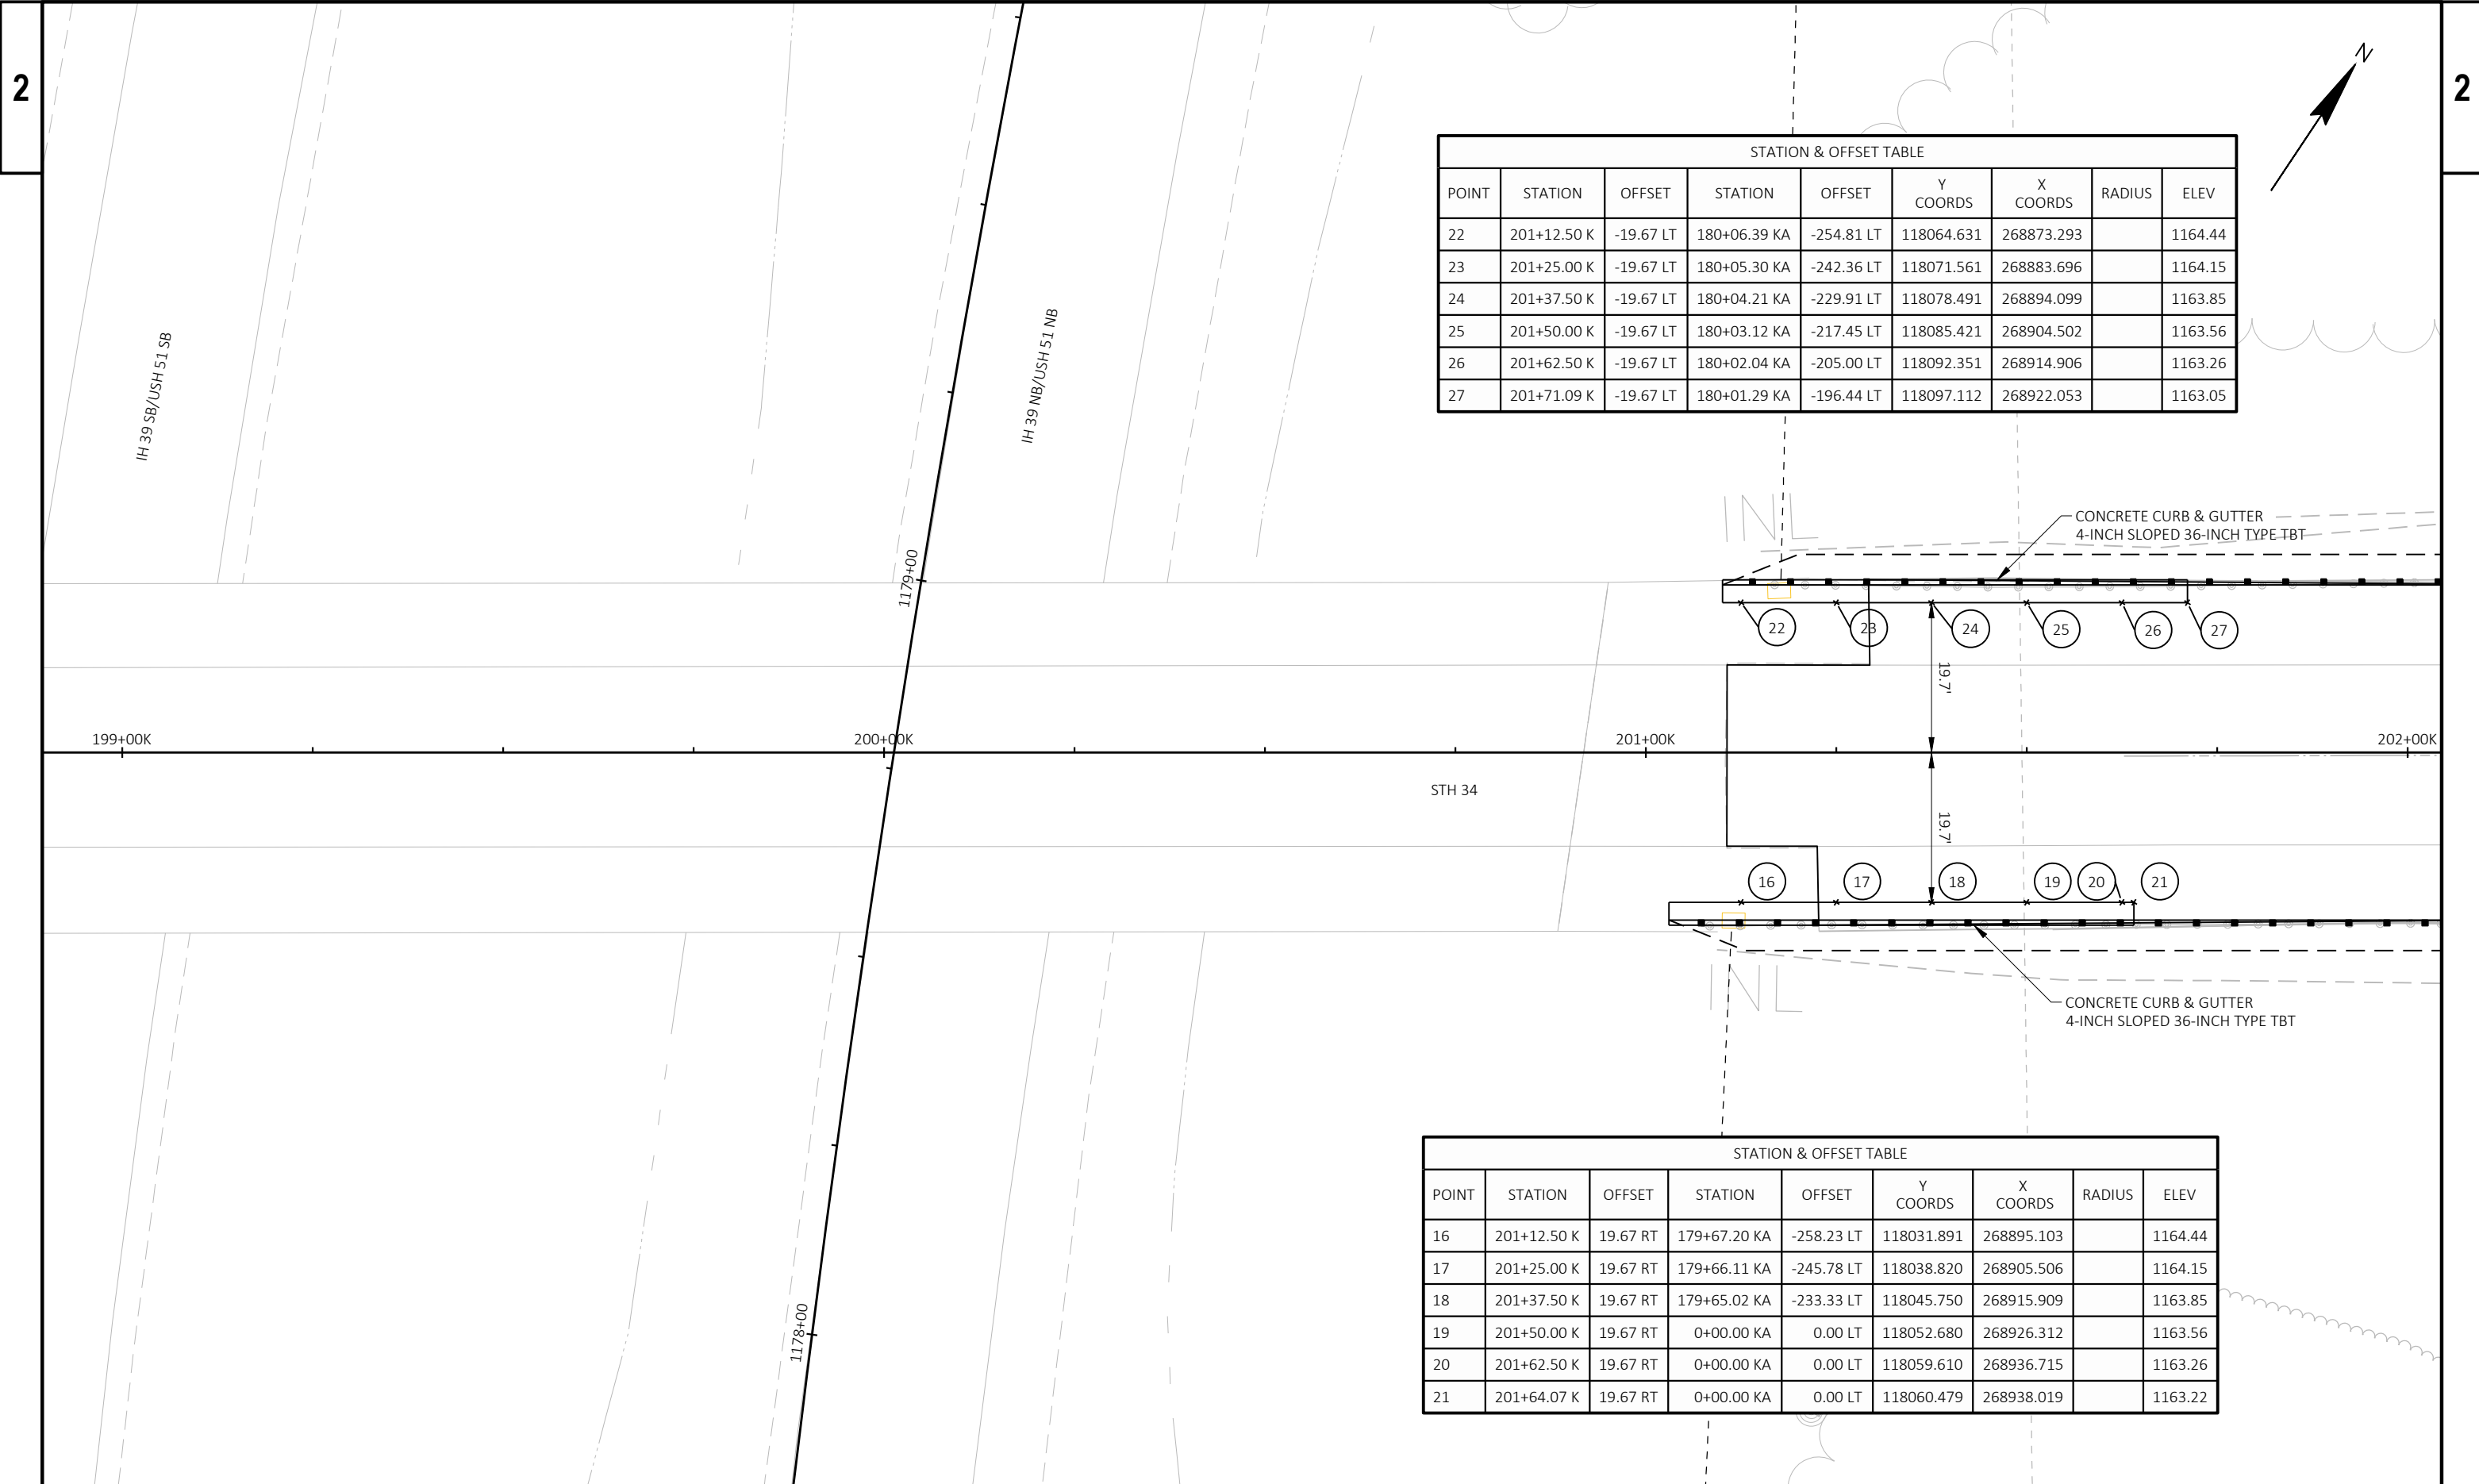 2
2
N
STATION & OFFSET TABLE
POINT STATION OFFSET STATION OFFSET Y COORDS X COORDS RADIUS ELEV
22 201+12.50 K -19.67 LT 180+06.39 KA -254.81 LT 118064.631 268873.293 1164.44
23 201+25.00 K -19.67 LT 180+05.30 KA -242.36 LT 118071.561 268883.696 1164.15
24 201+37.50 K -19.67 LT 180+04.21 KA -229.91 LT 118078.491 268894.099 1163.85
25 201+50.00 K -19.67 LT 180+03.12 KA -217.45 LT 118085.421 268904.502 1163.56
26 201+62.50 K -19.67 LT 180+02.04 KA -205.00 LT 118092.351 268914.906 1163.26
27 201+71.09 K -19.67 LT 180+01.29 KA -196.44 LT 118097.112 268922.053 1163.05
IH 39 SB/USH 51 SB
IH 39 NB/USH 51 NB
INL
CONCRETE CURB & GUTTER
4-INCH SLOPED 36-INCH TYPE TBT
1179+00
22 23 24 25 26 27
19.7'
199+00K 200+00K 201+00K 202+00K
STH 34
19.7'
16 17 18 19 20 21
INL
CONCRETE CURB & GUTTER
4-INCH SLOPED 36-INCH TYPE TBT
1178+00
STATION & OFFSET TABLE
POINT STATION OFFSET STATION OFFSET Y COORDS X COORDS RADIUS ELEV
16 201+12.50 K 19.67 RT 179+67.20 KA -258.23 LT 118031.891 268895.103 1164.44
17 201+25.00 K 19.67 RT 179+66.11 KA -245.78 LT 118038.820 268905.506 1164.15
18 201+37.50 K 19.67 RT 179+65.02 KA -233.33 LT 118045.750 268915.909 1163.85
19 201+50.00 K 19.67 RT 0+00.00 KA 0.00 LT 118052.680 268926.312 1163.56
20 201+62.50 K 19.67 RT 0+00.00 KA 0.00 LT 118059.610 268936.715 1163.26
21 201+64.07 K 19.67 RT 0+00.00 KA 0.00 LT 118060.479 268938.019 1163.22